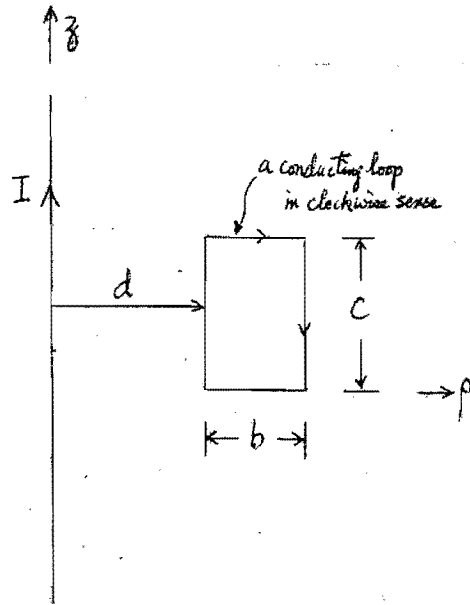 z
a conducting loop
in clockwise sense
I
d
C
ρ
b